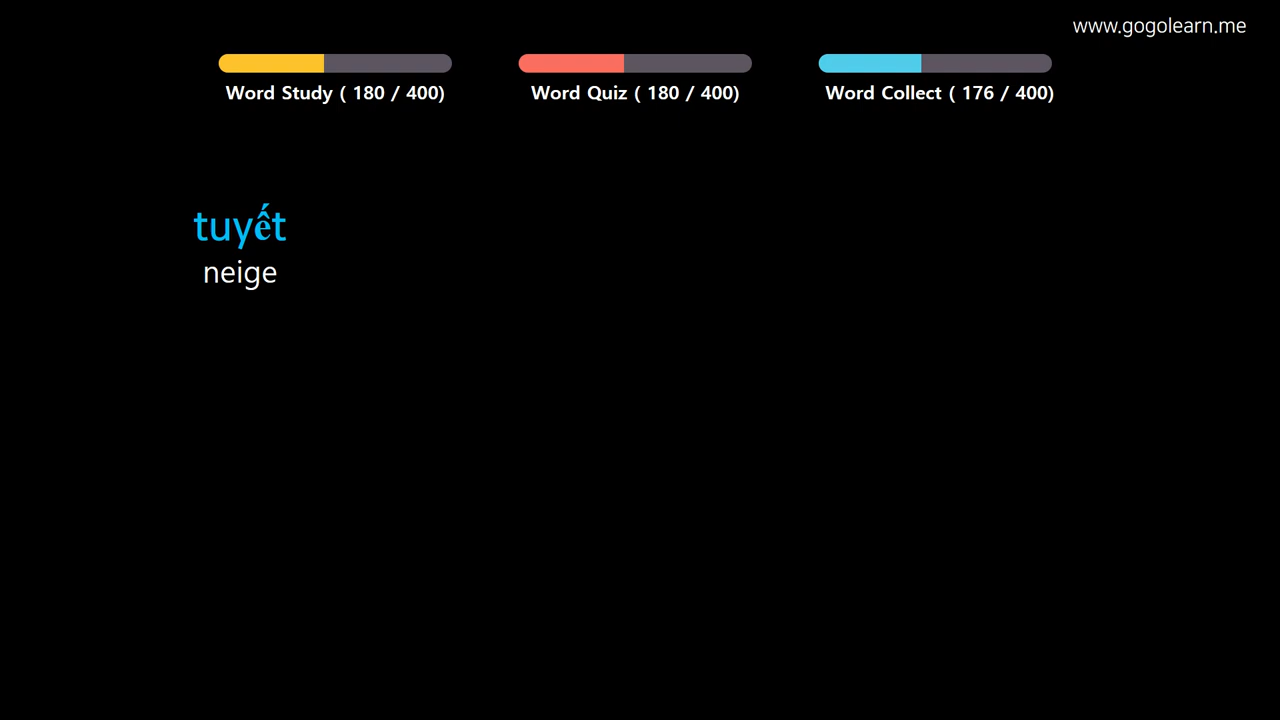 www.gogolearn.me
Word Study ( 180 / 400)
Word Quiz ( 180 / 400)
Word Collect ( 176 / 400)
tuyết
neige